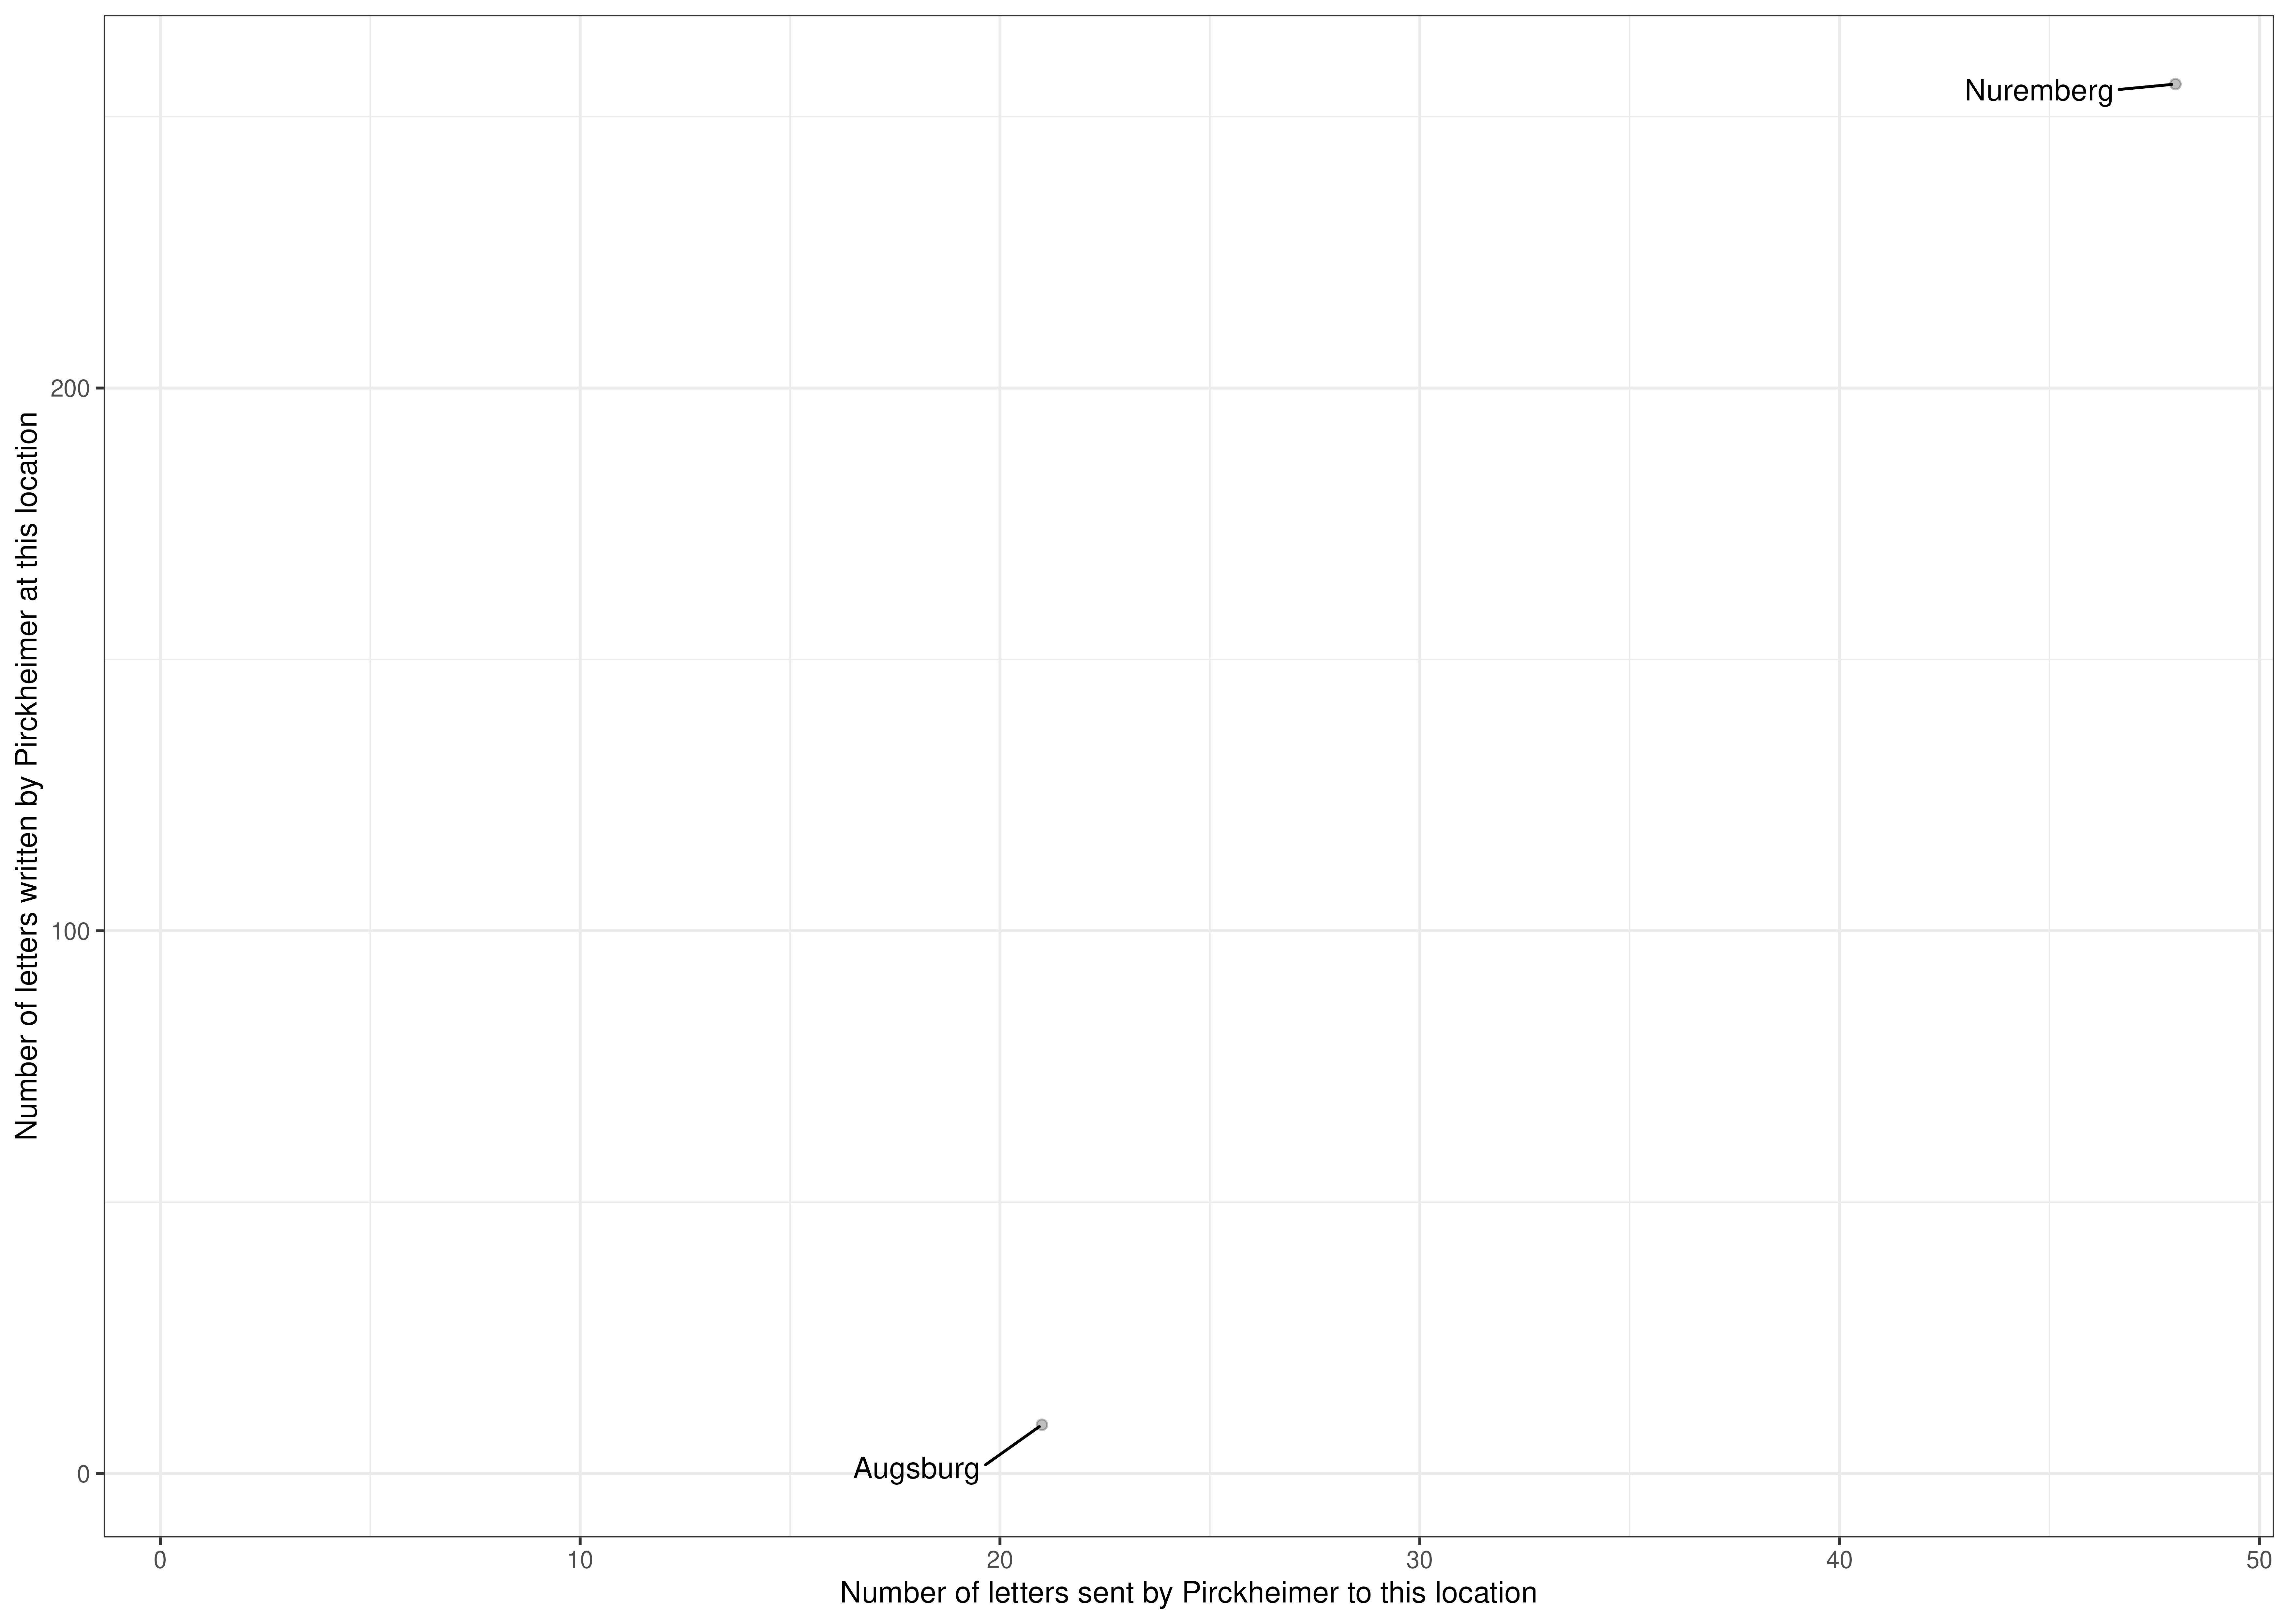 Nuremberg
200
100
0
Augsburg
0 10 20 30 40 50
Number of letters sent by Pirckheimer to this location
Number of letters written by Pirckheimer at this location